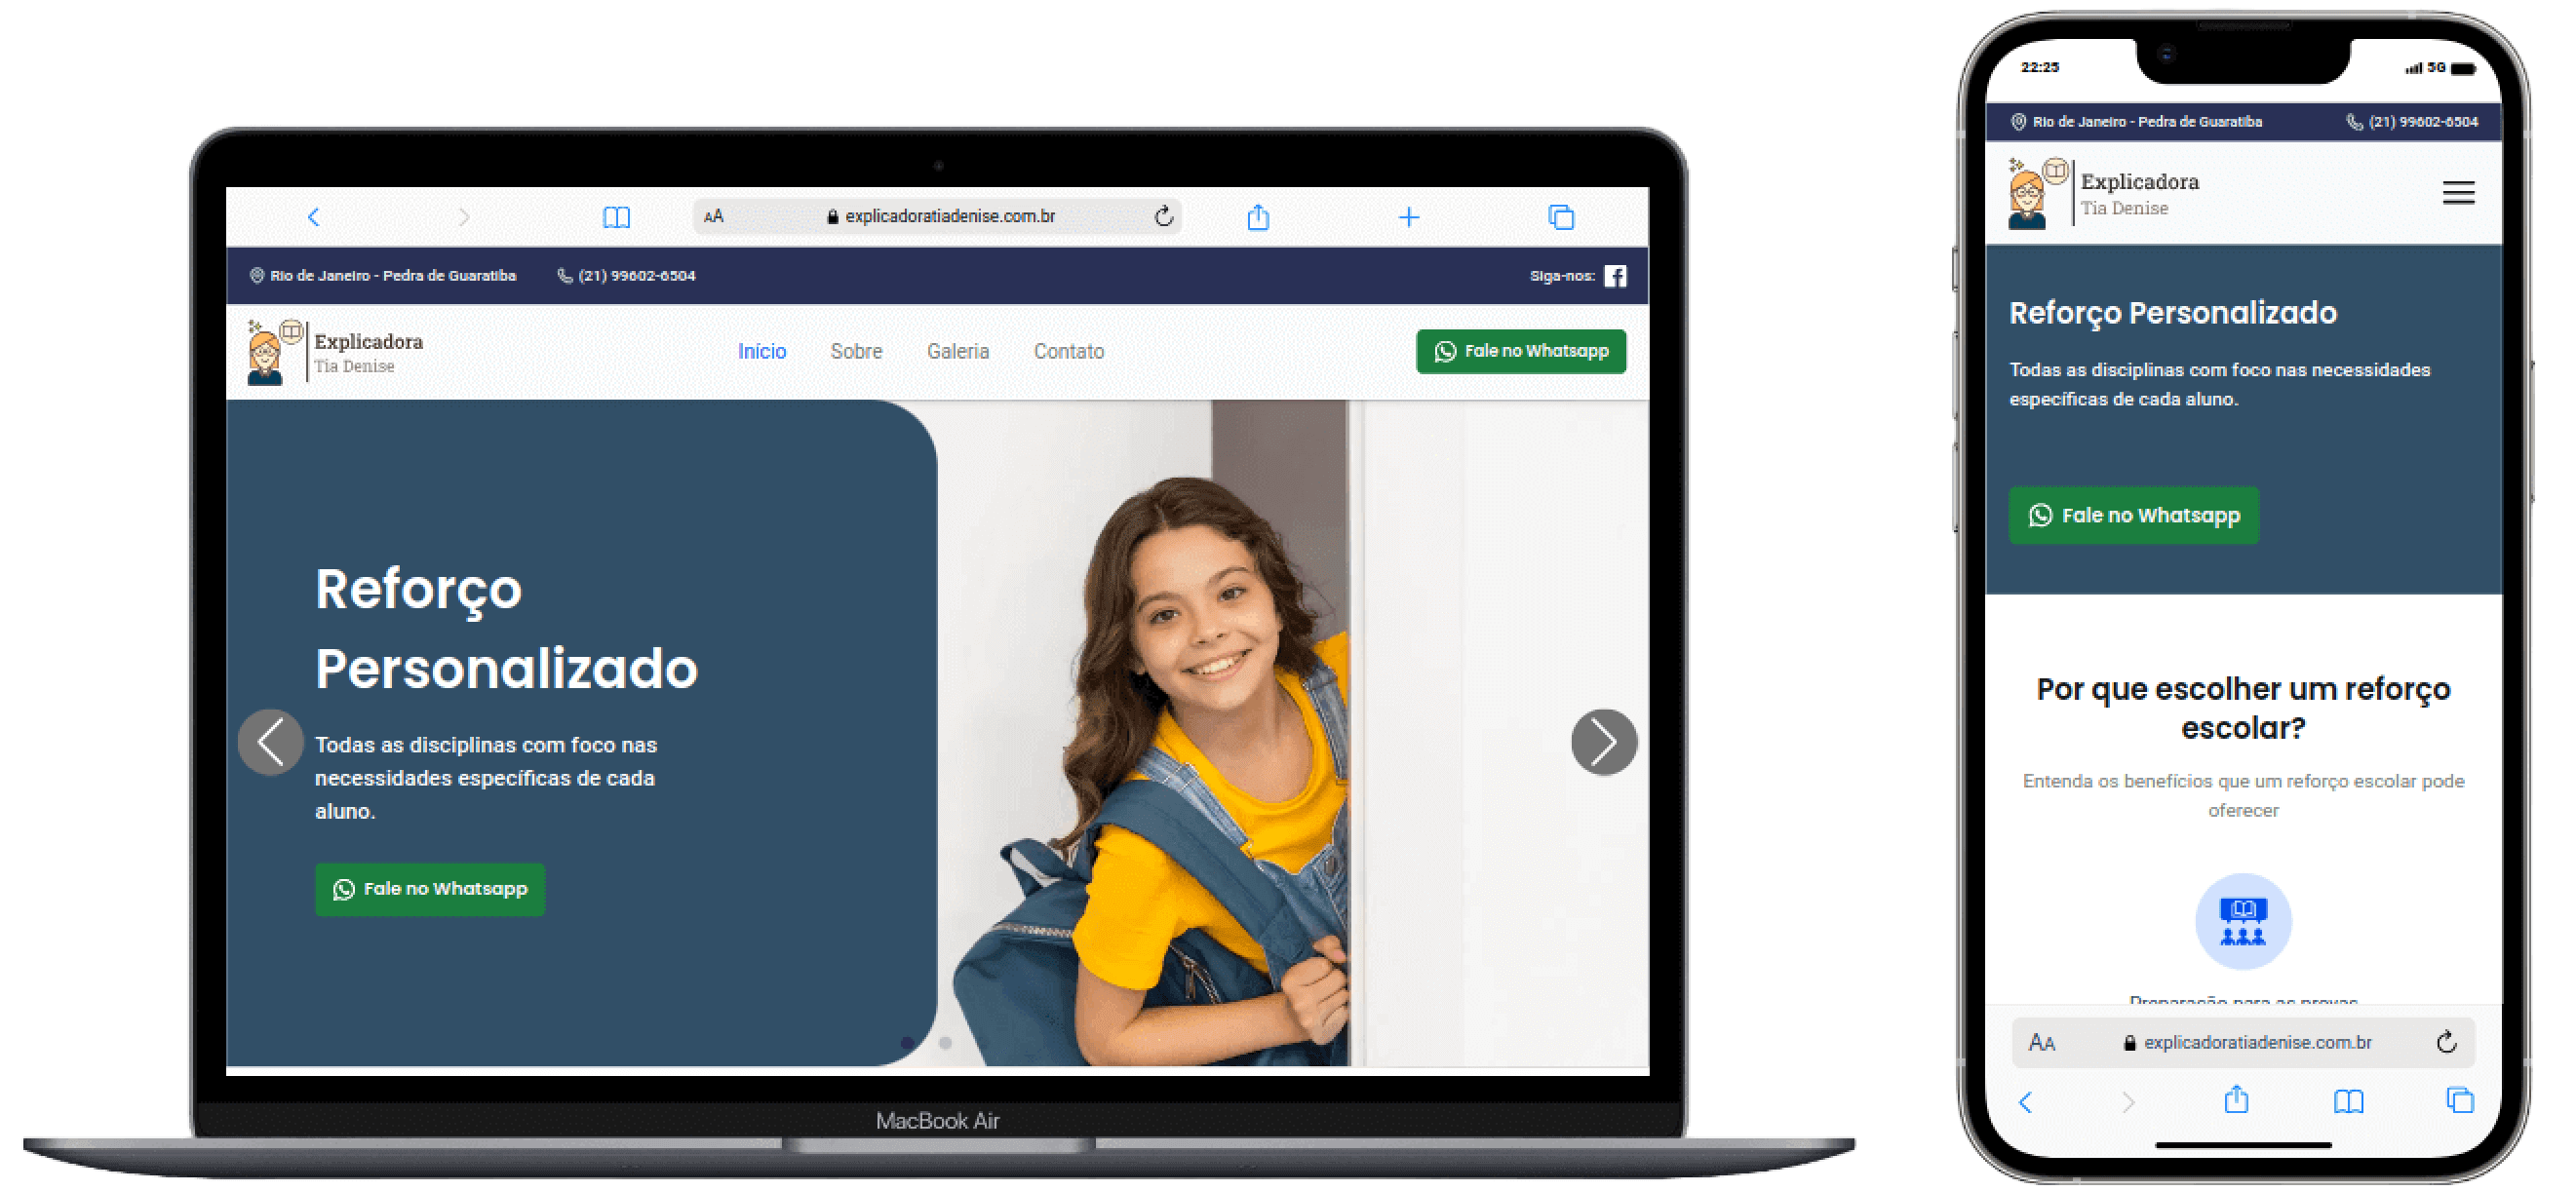 AA explicadoratiadenise.com.br
Rio de Janeiro - Pedra de Guaratiba (21) 99602-6504 Siga-nos:
Explicadora
Tia Denise
Início Sobre Galeria Contato
Fale no Whatsapp
Reforço
Personalizado
Todas as disciplinas com foco nas
necessidades específicas de cada
aluno.
Fale no Whatsapp
MacBook Air
22:25 5G
Rio de Janeiro - Pedra de Guaratiba (21) 99602-6504
Explicadora
Tia Denise
Reforço Personalizado
Todas as disciplinas com foco nas necessidades
específicas de cada aluno.
Fale no Whatsapp
Por que escolher um reforço
escolar?
Entenda os benefícios que um reforço escolar pode
oferecer
Preparação para as provas
AA explicadoratiadenise.com.br